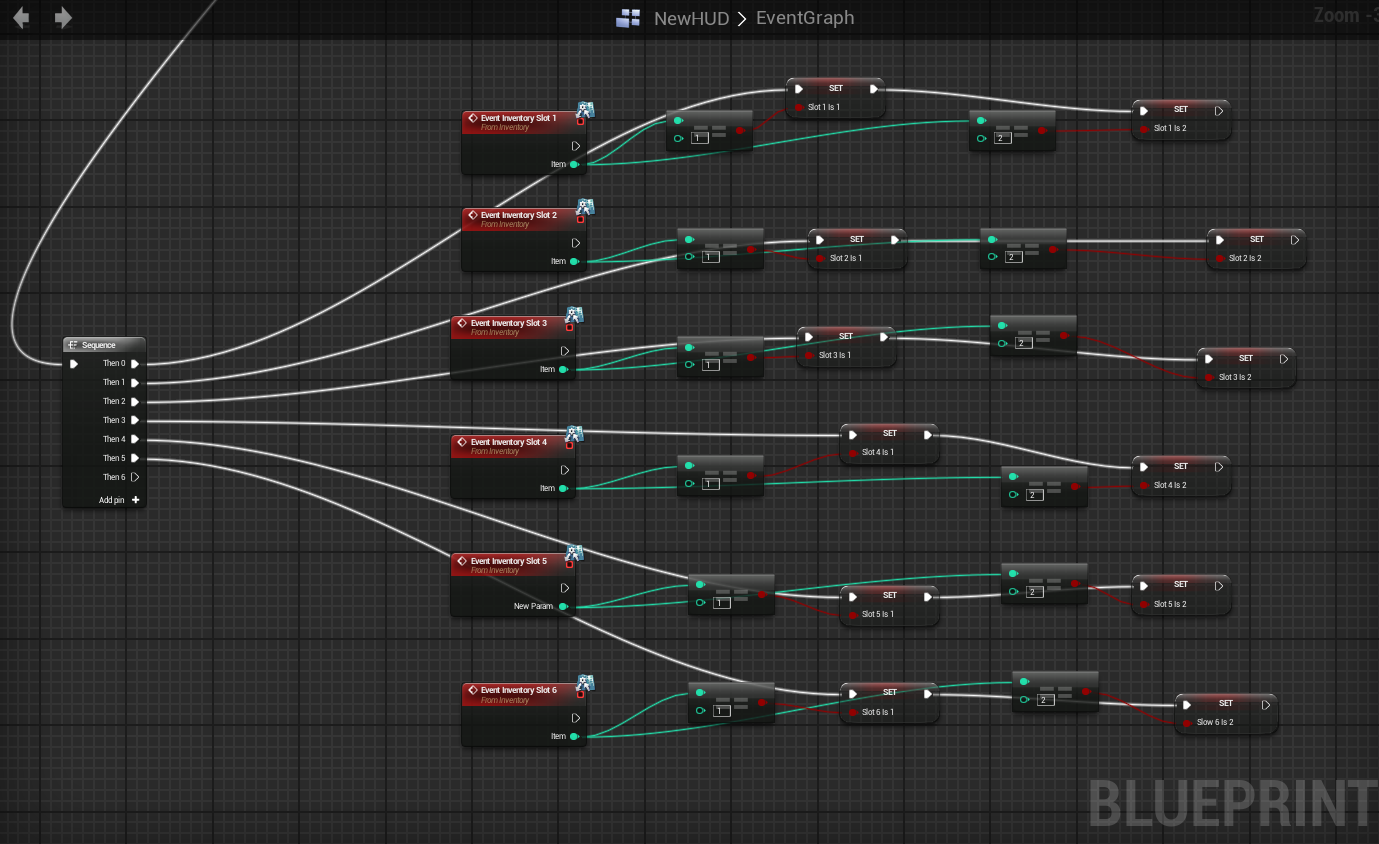 NewHUD > EventGraph
Zoom -3
SET
Slot 1 Is 1
SET
Slot 1 Is 2
Event Inventory Slot 1
From Inventory
Item
1
2
Event Inventory Slot 2
From Inventory
Item
1
SET
Slot 2 Is 1
2
SET
Slot 2 Is 2
Event Inventory Slot 3
From Inventory
Item
1
SET
Slot 3 Is 1
2
SET
Slot 3 Is 2
Sequence
Then 0
Then 1
Then 2
Then 3
Then 4
Then 5
Then 6
Add pin +
Event Inventory Slot 4
From Inventory
Item
1
SET
Slot 4 Is 1
2
SET
Slot 4 Is 2
Event Inventory Slot 5
From Inventory
New Param
1
SET
Slot 5 Is 1
2
SET
Slot 5 Is 2
Event Inventory Slot 6
From Inventory
Item
1
SET
Slot 6 Is 1
2
SET
Slow 6 Is 2
BLUEPRINT